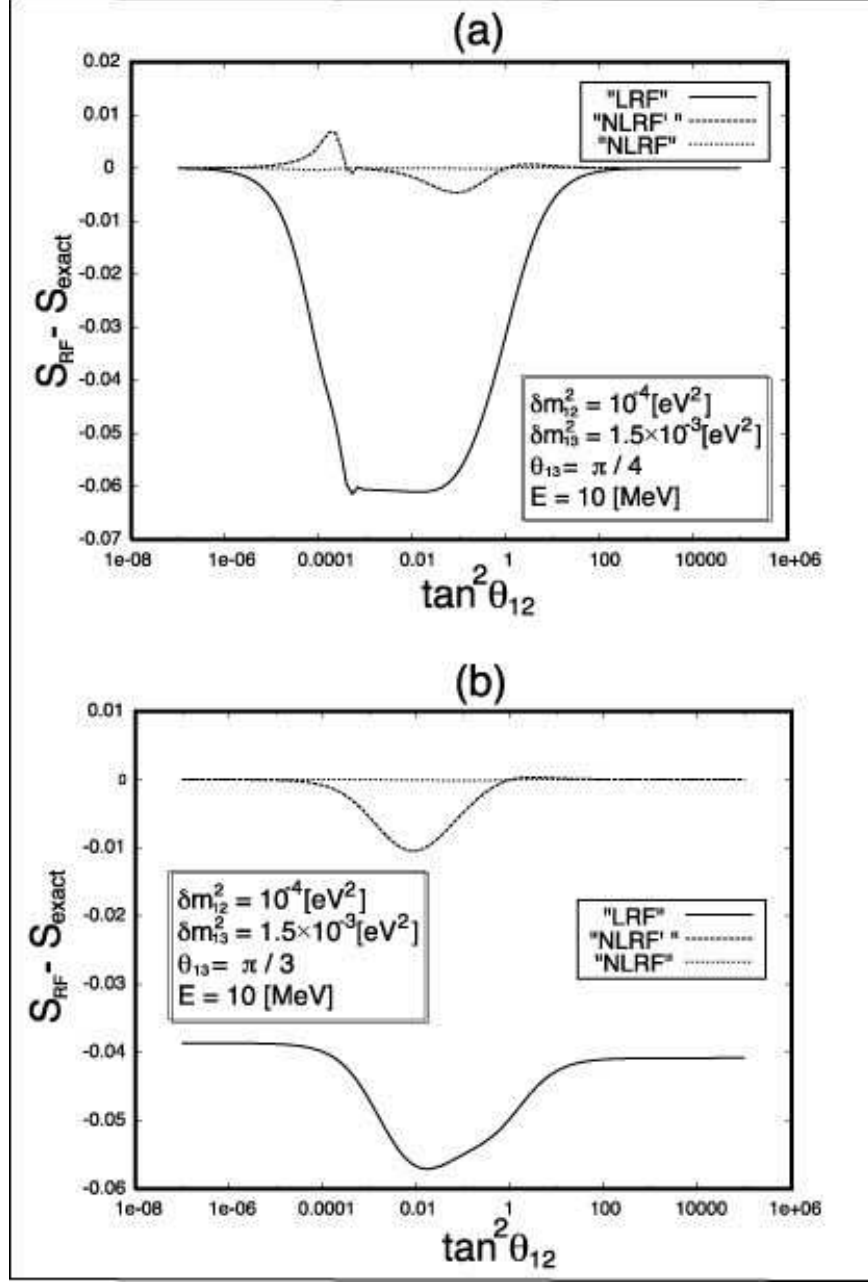 (a)
0.02
0.01
0
-0.01
-0.02
-0.03
-0.04
-0.05
-0.06
-0.07
S_RF - S_exact
"LRF"
"NLRF' "
"NLRF"
δm²₁₂ = 10⁻⁴[eV²]
δm²₁₃ = 1.5×10⁻³[eV²]
θ₁₃= π / 4
E = 10 [MeV]
1e-08 1e-06 0.0001 0.01 1 100 10000 1e+06
tan²θ₁₂
(b)
0.01
0
-0.01
-0.02
-0.03
-0.04
-0.05
-0.06
S_RF - S_exact
δm²₁₂ = 10⁻⁴[eV²]
δm²₁₃ = 1.5×10⁻³[eV²]
θ₁₃= π / 3
E = 10 [MeV]
"LRF"
"NLRF' "
"NLRF"
1e-08 1e-06 0.0001 0.01 1 100 10000 1e+06
tan²θ₁₂